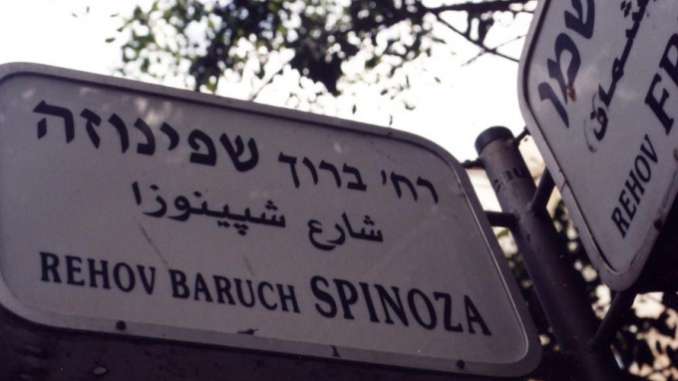 רח' ברוך שפינוזה
شارع شپينوزا
REHOV BARUCH SPINOZA
REHOV